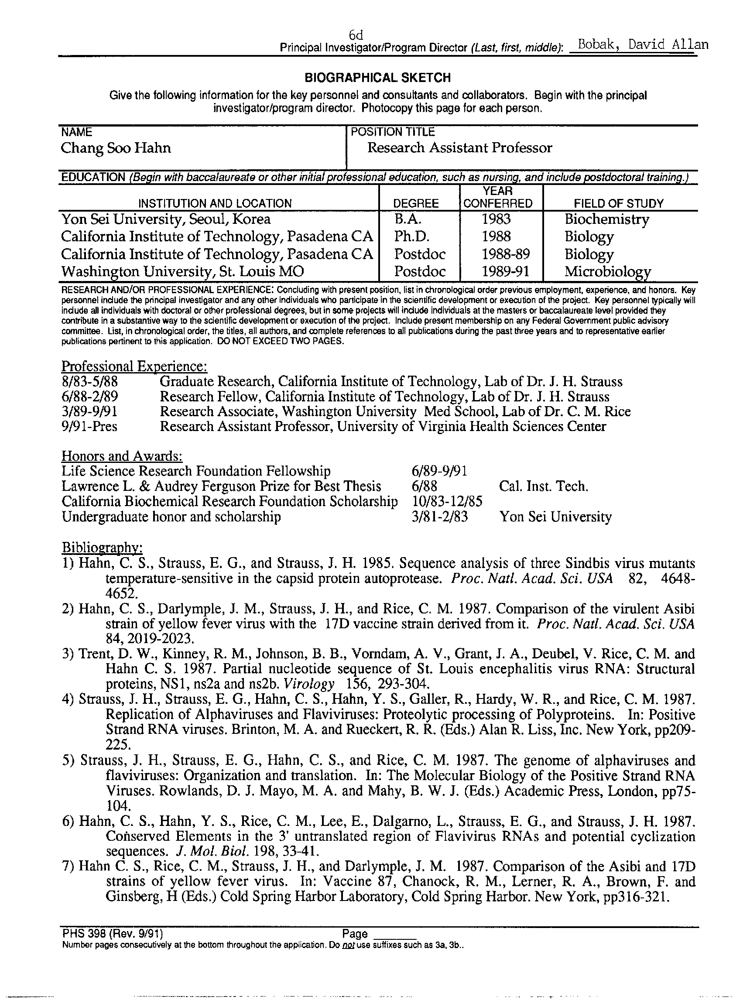 6d
Principal Investigator/Program Director (Last, first, middle): Bobak, David Allan
BIOGRAPHICAL SKETCH
Give the following information for the key personnel and consultants and collaborators. Begin with the principal
investigator/program director. Photocopy this page for each person.
NAME POSITION TITLE
Chang Soo Hahn Research Assistant Professor
EDUCATION (Begin with baccalaureate or other initial professional education, such as nursing, and include postdoctoral training.)
INSTITUTION AND LOCATION DEGREE YEAR CONFERRED FIELD OF STUDY
Yon Sei University, Seoul, Korea B.A. 1983 Biochemistry
California Institute of Technology, Pasadena CA Ph.D. 1988 Biology
California Institute of Technology, Pasadena CA Postdoc 1988-89 Biology
Washington University, St. Louis MO Postdoc 1989-91 Microbiology
RESEARCH AND/OR PROFESSIONAL EXPERIENCE: Concluding with present position, list in chronological order previous employment, experience, and honors. Key
personnel include the principal investigator and any other individuals who participate in the scientific development or execution of the project. Key personnel typically will
include all individuals with doctoral or other professional degrees, but in some projects will include individuals at the masters or baccalaureate level provided they
contribute in a substantive way to the scientific development or execution of the project. Include present membership on any Federal Government public advisory
committee. List, in chronological order, the titles, all authors, and complete references to all publications during the past three years and to representative earlier
publications pertinent to this application. DO NOT EXCEED TWO PAGES.
Professional Experience:
8/83-5/88 Graduate Research, California Institute of Technology, Lab of Dr. J. H. Strauss
6/88-2/89 Research Fellow, California Institute of Technology, Lab of Dr. J. H. Strauss
3/89-9/91 Research Associate, Washington University Med School, Lab of Dr. C. M. Rice
9/91-Pres Research Assistant Professor, University of Virginia Health Sciences Center
Honors and Awards:
Life Science Research Foundation Fellowship 6/89-9/91
Lawrence L. & Audrey Ferguson Prize for Best Thesis 6/88 Cal. Inst. Tech.
California Biochemical Research Foundation Scholarship 10/83-12/85
Undergraduate honor and scholarship 3/81-2/83 Yon Sei University
Bibliography:
1) Hahn, C. S., Strauss, E. G., and Strauss, J. H. 1985. Sequence analysis of three Sindbis virus mutants
temperature-sensitive in the capsid protein autoprotease. Proc. Natl. Acad. Sci. USA 82, 4648-
4652.
2) Hahn, C. S., Darlymple, J. M., Strauss, J. H., and Rice, C. M. 1987. Comparison of the virulent Asibi
strain of yellow fever virus with the 17D vaccine strain derived from it. Proc. Natl. Acad. Sci. USA
84, 2019-2023.
3) Trent, D. W., Kinney, R. M., Johnson, B. B., Vorndam, A. V., Grant, J. A., Deubel, V. Rice, C. M. and
Hahn C. S. 1987. Partial nucleotide sequence of St. Louis encephalitis virus RNA: Structural
proteins, NS1, ns2a and ns2b. Virology 156, 293-304.
4) Strauss, J. H., Strauss, E. G., Hahn, C. S., Hahn, Y. S., Galler, R., Hardy, W. R., and Rice, C. M. 1987.
Replication of Alphaviruses and Flaviviruses: Proteolytic processing of Polyproteins. In: Positive
Strand RNA viruses. Brinton, M. A. and Rueckert, R. R. (Eds.) Alan R. Liss, Inc. New York, pp209-
225.
5) Strauss, J. H., Strauss, E. G., Hahn, C. S., and Rice, C. M. 1987. The genome of alphaviruses and
flaviviruses: Organization and translation. In: The Molecular Biology of the Positive Strand RNA
Viruses. Rowlands, D. J. Mayo, M. A. and Mahy, B. W. J. (Eds.) Academic Press, London, pp75-
104.
6) Hahn, C. S., Hahn, Y. S., Rice, C. M., Lee, E., Dalgarno, L., Strauss, E. G., and Strauss, J. H. 1987.
Conserved Elements in the 3' untranslated region of Flavivirus RNAs and potential cyclization
sequences. J. Mol. Biol. 198, 33-41.
7) Hahn C. S., Rice, C. M., Strauss, J. H., and Darlymple, J. M. 1987. Comparison of the Asibi and 17D
strains of yellow fever virus. In: Vaccine 87, Chanock, R. M., Lerner, R. A., Brown, F. and
Ginsberg, H (Eds.) Cold Spring Harbor Laboratory, Cold Spring Harbor. New York, pp316-321.
PHS 398 (Rev. 9/91) Page
Number pages consecutively at the bottom throughout the application. Do not use suffixes such as 3a, 3b..